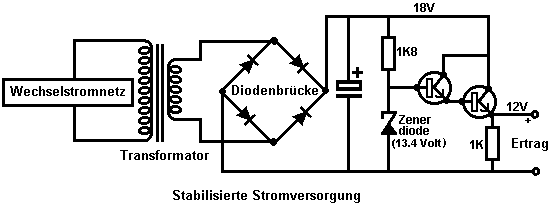 18V
1K8
+
Wechselstromnetz
Diodenbrücke
12V
+
Zener
diode
(13.4 Volt)
1K
Ertrag
Transformator
Stabilisierte Stromversorgung